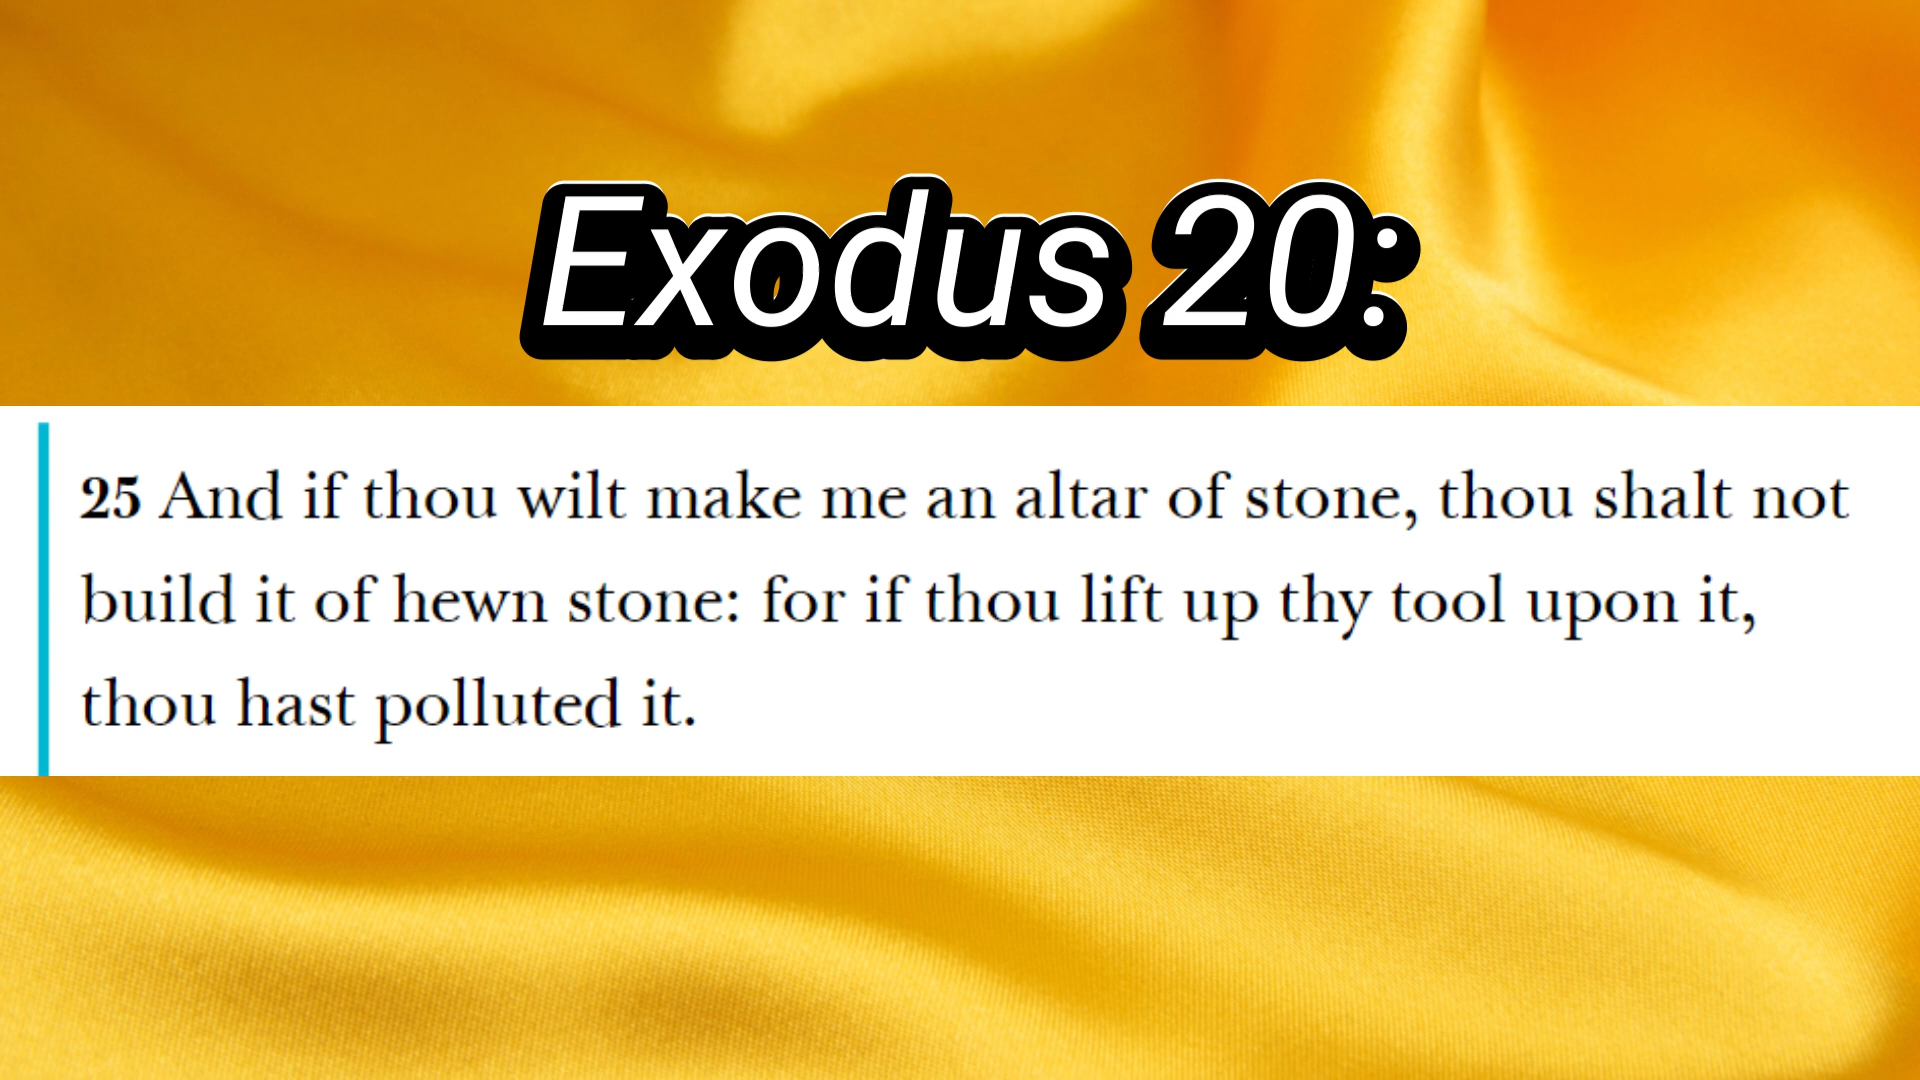 Exodus 20:
25 And if thou wilt make me an altar of stone, thou shalt not
build it of hewn stone: for if thou lift up thy tool upon it,
thou hast polluted it.